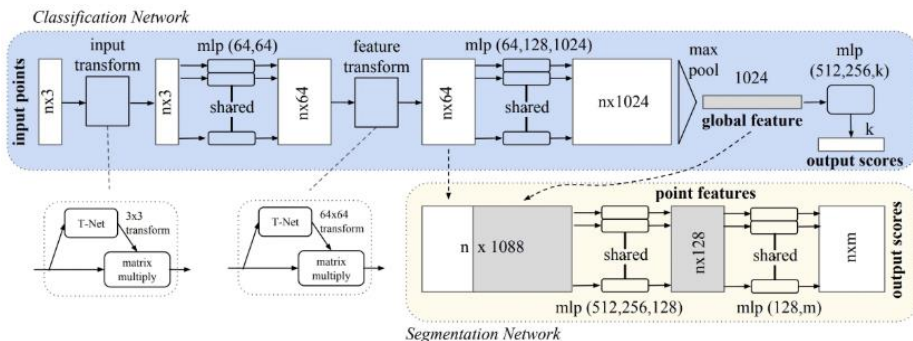 Classification Network
input points
nx3
input
transform
nx3
mlp (64,64)
shared
nx64
feature
transform
nx64
mlp (64,128,1024)
shared
nx1024
max
pool
1024
global feature
mlp
(512,256,k)
k
output scores
T-Net
3x3
transform
matrix
multiply
T-Net
64x64
transform
matrix
multiply
point features
n x 1088
shared
mlp (512,256,128)
nx128
shared
mlp (128,m)
nxm
output scores
Segmentation Network